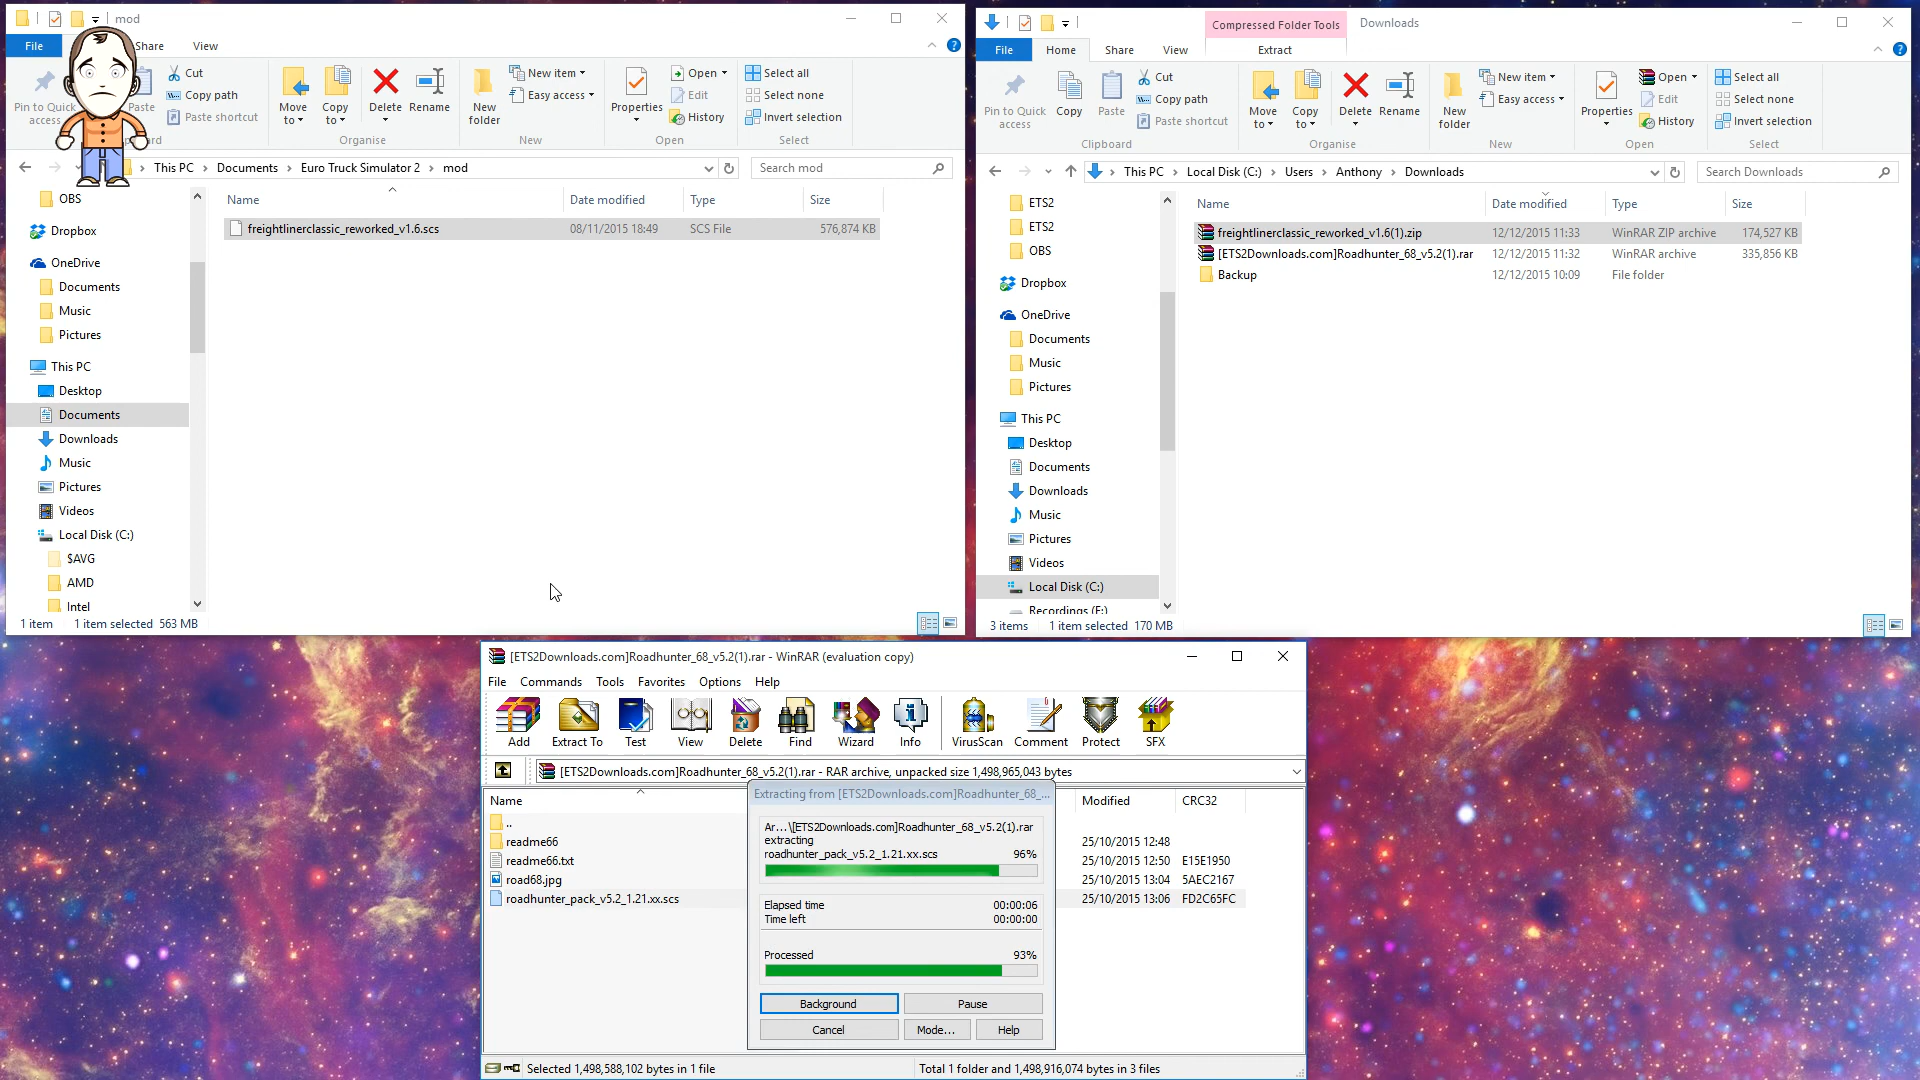 mod
File
Share
View
Pin to Quick access
Paste
Cut
Copy path
Paste shortcut
Move to
Copy to
Delete
Rename
New folder
New item
Easy access
Properties
Open
Edit
History
Select all
Select none
Invert selection
Organise
New
Open
Select
This PC > Documents > Euro Truck Simulator 2 > mod
Search mod
OBS
Dropbox
OneDrive
Documents
Music
Pictures
This PC
Desktop
Documents
Downloads
Music
Pictures
Videos
Local Disk (C:)
$AVG
AMD
Intel
Name
Date modified
Type
Size
freightlinerclassic_reworked_v1.6.scs 08/11/2015 18:49 SCS File 576,874 KB
1 item 1 item selected 563 MB
Compressed Folder Tools
Downloads
File
Home
Share
View
Extract
Pin to Quick access
Copy
Paste
Cut
Copy path
Paste shortcut
Move to
Copy to
Delete
Rename
New folder
New item
Easy access
Properties
Open
Edit
History
Select all
Select none
Invert selection
Clipboard
Organise
New
Open
Select
This PC > Local Disk (C:) > Users > Anthony > Downloads
Search Downloads
ETS2
ETS2
OBS
Dropbox
OneDrive
Documents
Music
Pictures
This PC
Desktop
Documents
Downloads
Music
Pictures
Videos
Local Disk (C:)
Recordings (F:)
Name
Date modified
Type
Size
freightlinerclassic_reworked_v1.6(1).zip 12/12/2015 11:33 WinRAR ZIP archive 174,527 KB
[ETS2Downloads.com]Roadhunter_68_v5.2(1).rar 12/12/2015 11:32 WinRAR archive 335,856 KB
Backup 12/12/2015 10:09 File folder
3 items 1 item selected 170 MB
[ETS2Downloads.com]Roadhunter_68_v5.2(1).rar - WinRAR (evaluation copy)
File Commands Tools Favorites Options Help
Add
Extract To
Test
View
Delete
Find
Wizard
Info
VirusScan
Comment
Protect
SFX
[ETS2Downloads.com]Roadhunter_68_v5.2(1).rar - RAR archive, unpacked size 1,498,965,043 bytes
Name Modified CRC32
..
readme66 25/10/2015 12:48
readme66.txt 25/10/2015 12:50 E15E1950
road68.jpg 25/10/2015 13:04 5AEC2167
roadhunter_pack_v5.2_1.21.xx.scs 25/10/2015 13:06 FD2C65FC
Extracting from [ETS2Downloads.com]Roadhunter_68_...
Ar...\[ETS2Downloads.com]Roadhunter_68_v5.2(1).rar
extracting
roadhunter_pack_v5.2_1.21.xx.scs 96%
Elapsed time 00:00:06
Time left 00:00:00
Processed 93%
Background
Pause
Cancel
Mode...
Help
Selected 1,498,588,102 bytes in 1 file
Total 1 folder and 1,498,916,074 bytes in 3 files